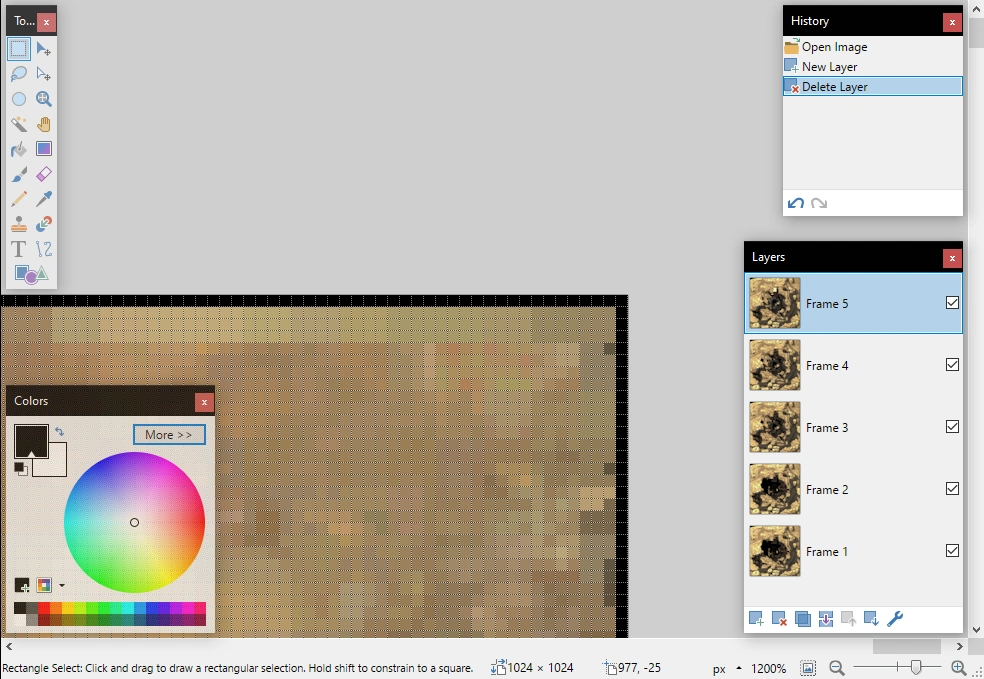 To...
History
Open Image
New Layer
Delete Layer
Layers
Frame 5
Frame 4
Frame 3
Frame 2
Frame 1
Colors
More >>
Rectangle Select: Click and drag to draw a rectangular selection. Hold shift to constrain to a square.
1024 × 1024
977, -25
px
1200%